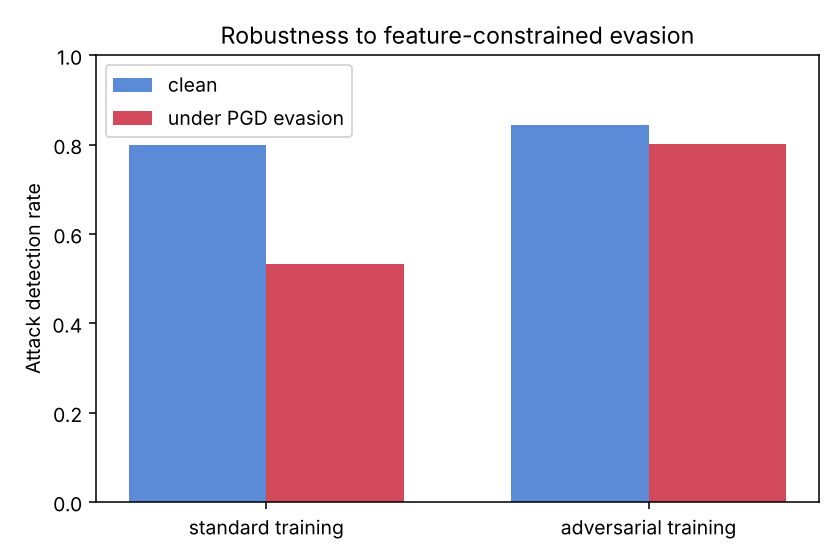 Robustness to feature-constrained evasion
clean
under PGD evasion
Attack detection rate
1.0
0.8
0.6
0.4
0.2
0.0
standard training
adversarial training